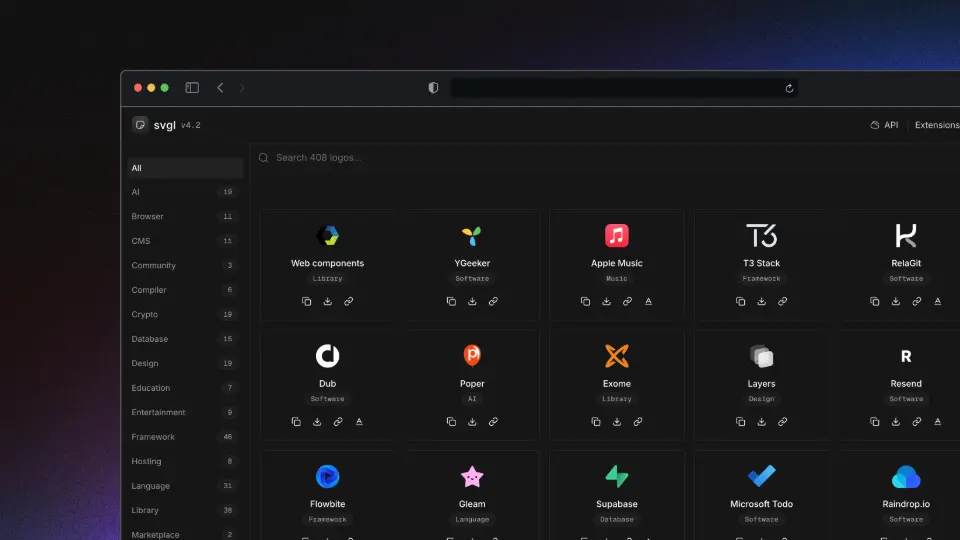 svgl v4.2
API
Extensions
Search 408 logos...
All
AI 19
Browser 11
CMS 11
Community 3
Compiler 6
Crypto 19
Database 15
Design 19
Education 7
Entertainment 9
Framework 46
Hosting 8
Language 31
Library 38
Marketplace 2
Web components
Library
YGeeker
Software
Apple Music
Music
T3 Stack
Framework
RelaGit
Software
Dub
Software
Poper
AI
Exome
Library
Layers
Design
R
Resend
Software
Flowbite
Framework
Gleam
Language
Supabase
Database
Microsoft Todo
Software
Raindrop.io
Software